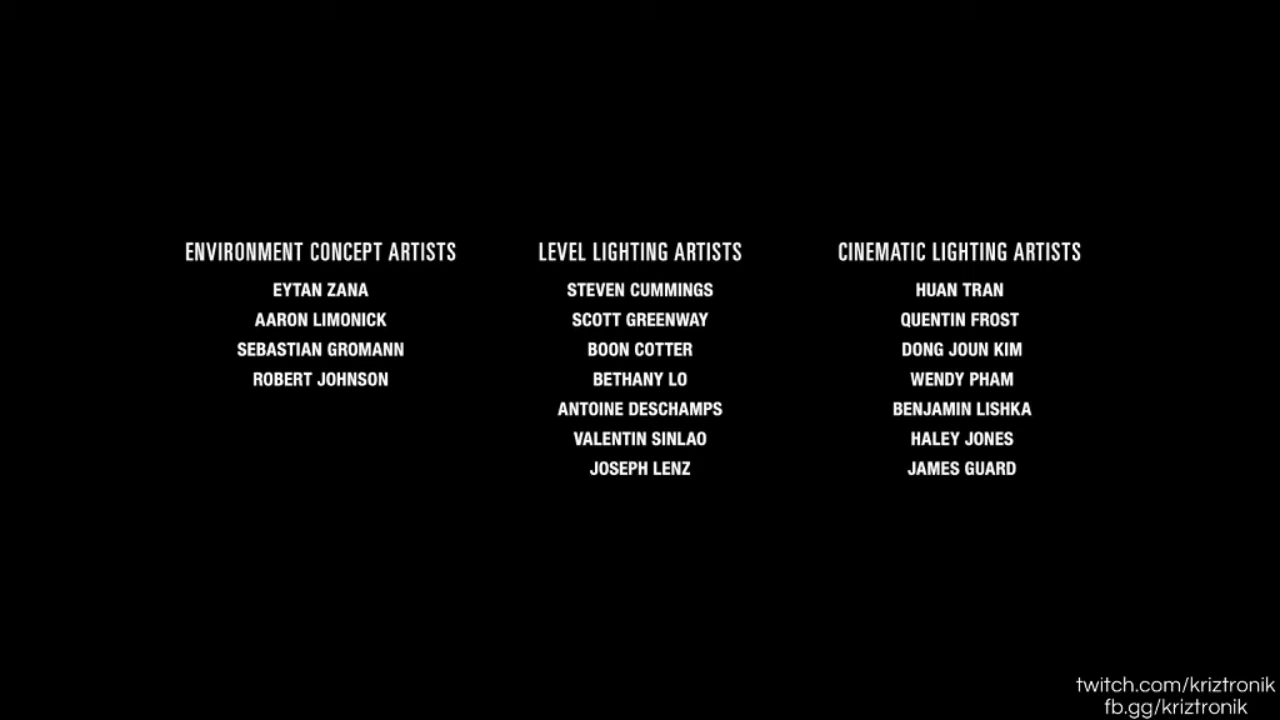 ENVIRONMENT CONCEPT ARTISTS
EYTAN ZANA
AARON LIMONICK
SEBASTIAN GROMANN
ROBERT JOHNSON
LEVEL LIGHTING ARTISTS
STEVEN CUMMINGS
SCOTT GREENWAY
BOON COTTER
BETHANY LO
ANTOINE DESCHAMPS
VALENTIN SINLAO
JOSEPH LENZ
CINEMATIC LIGHTING ARTISTS
HUAN TRAN
QUENTIN FROST
DONG JOUN KIM
WENDY PHAM
BENJAMIN LISHKA
HALEY JONES
JAMES GUARD
twitch.com/kriztronik
fb.gg/kriztronik